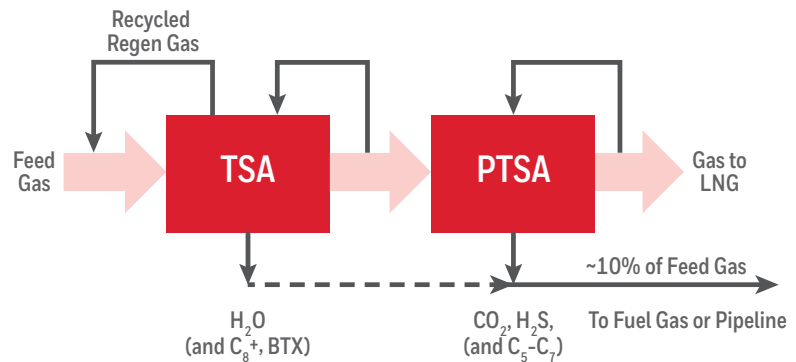 Recycled
Regen Gas
Feed
Gas
TSA
PTSA
Gas to
LNG
~10% of Feed Gas
H₂O
(and C₈+, BTX)
CO₂, H₂S,
(and C₅-C₇)
To Fuel Gas or Pipeline